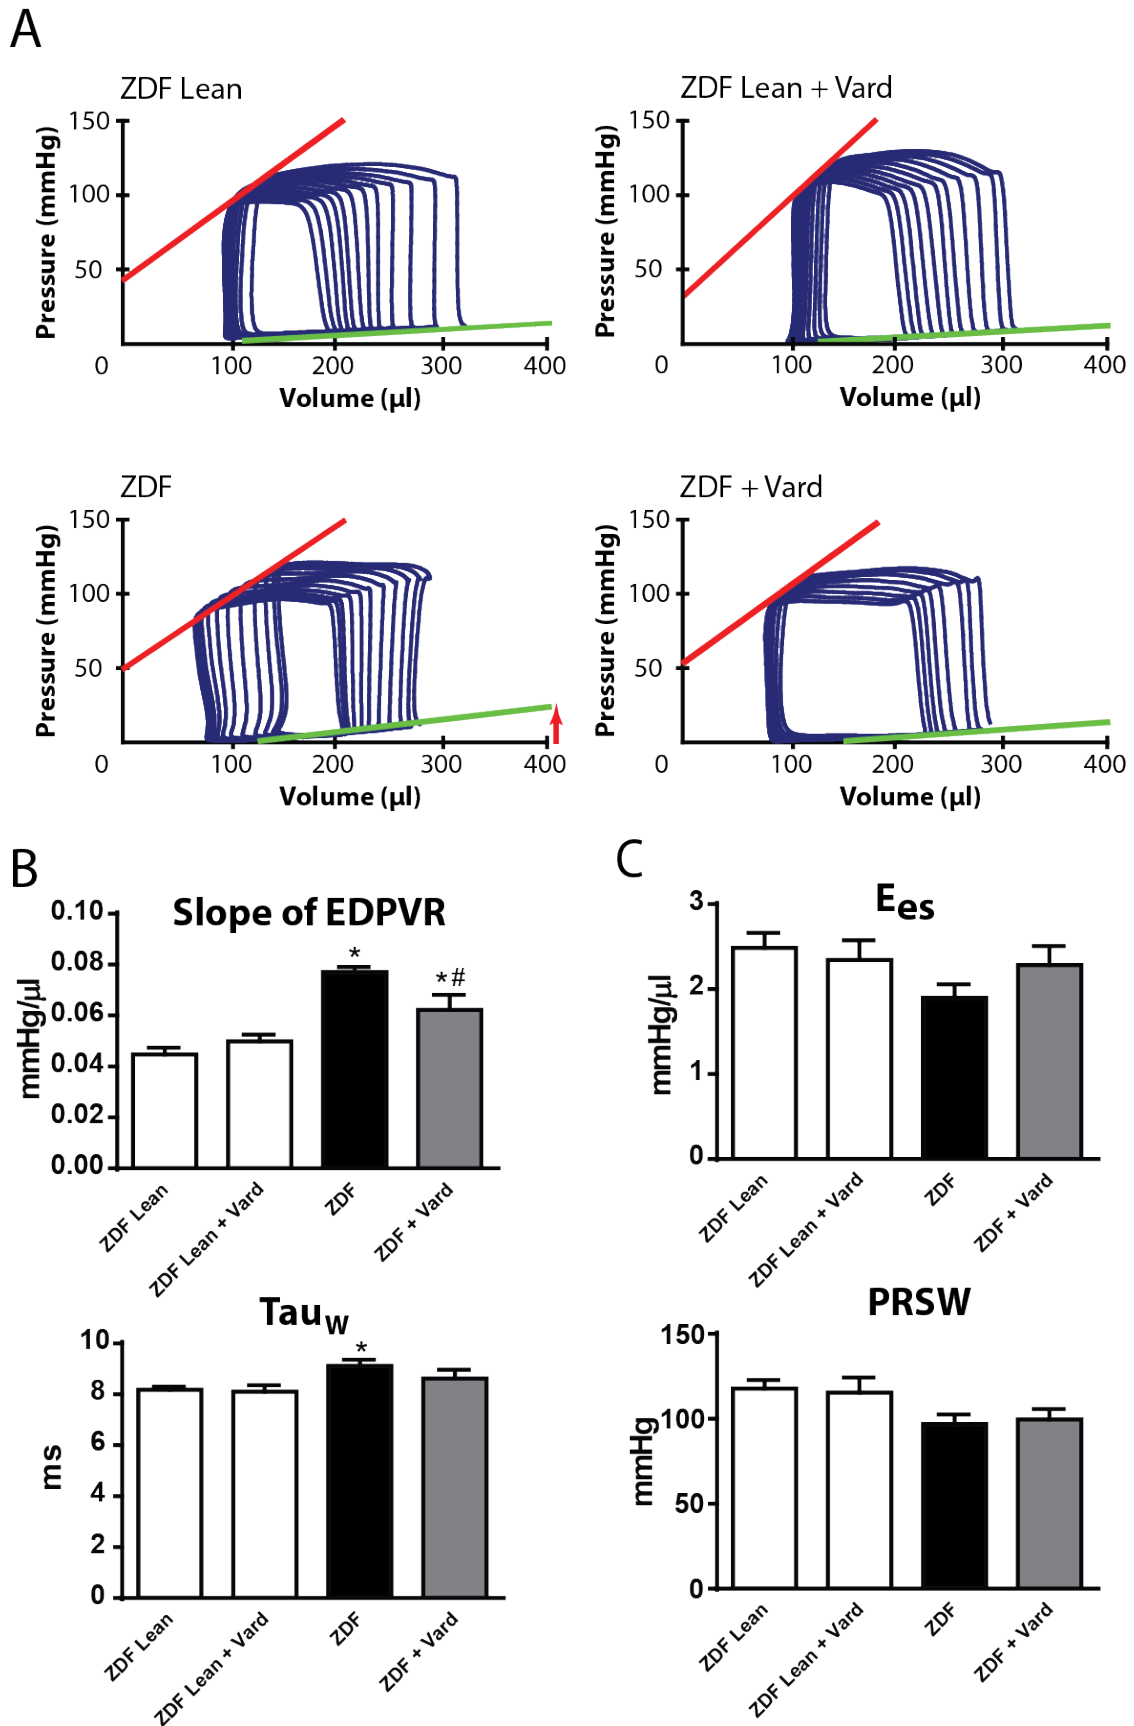 A
ZDF Lean
150
100
50
0
100
200
300
400
Pressure (mmHg)
Volume (µl)
ZDF Lean + Vard
150
100
50
0
100
200
300
400
Pressure (mmHg)
Volume (µl)
ZDF
150
100
50
0
100
200
300
400
Pressure (mmHg)
Volume (µl)
ZDF + Vard
150
100
50
0
100
200
300
400
Pressure (mmHg)
Volume (µl)
B
Slope of EDPVR
0.10
0.08
0.06
0.04
0.02
0.00
mmHg/µl
*
*#
ZDF Lean
ZDF Lean + Vard
ZDF
ZDF + Vard
C
Ees
3
2
1
0
mmHg/µl
ZDF Lean
ZDF Lean + Vard
ZDF
ZDF + Vard
TauW
10
8
6
4
2
0
ms
*
ZDF Lean
ZDF Lean + Vard
ZDF
ZDF + Vard
PRSW
150
100
50
0
mmHg
ZDF Lean
ZDF Lean + Vard
ZDF
ZDF + Vard